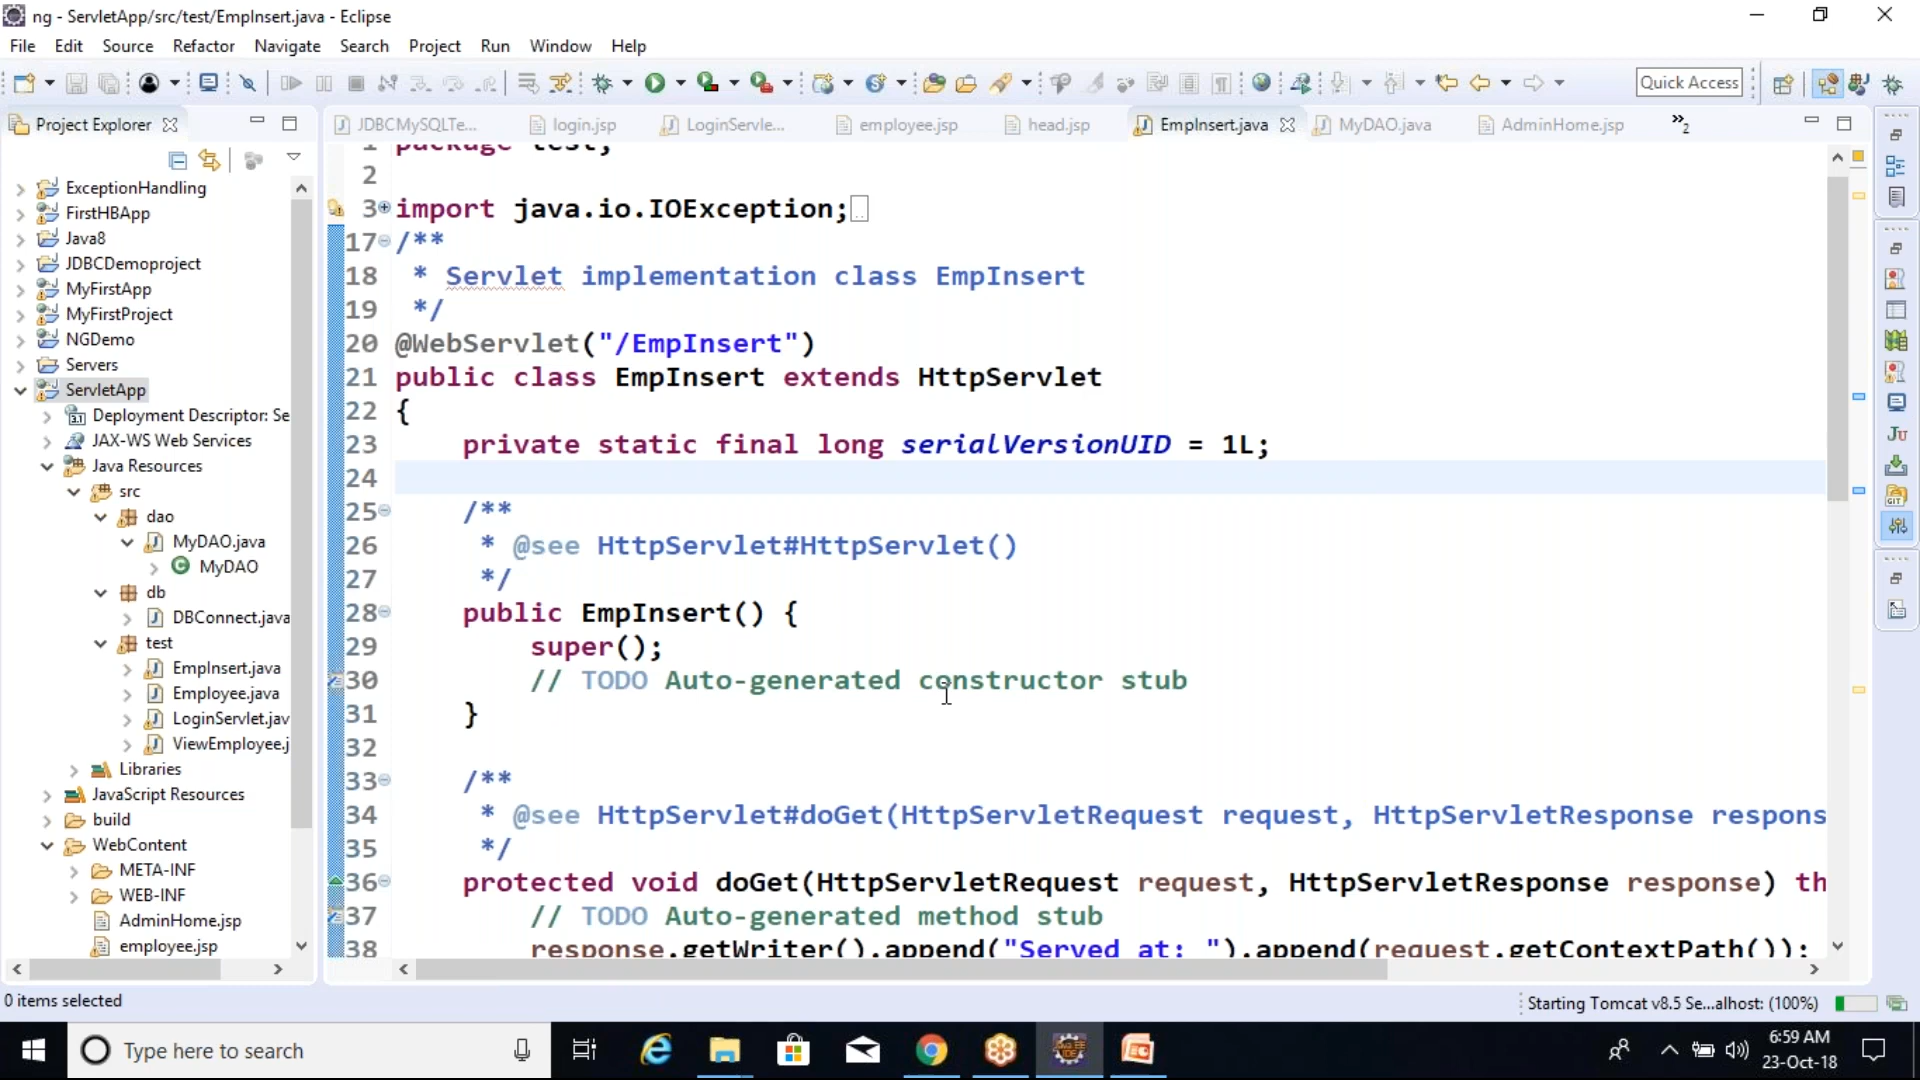 ng - ServletApp/src/test/EmpInsert.java - Eclipse
File Edit Source Refactor Navigate Search Project Run Window Help
Quick Access
Project Explorer
JDBCMySQLTe... login.jsp LoginServle... employee.jsp head.jsp EmpInsert.java MyDAO.java AdminHome.jsp »2
ExceptionHandling
FirstHBApp
Java8
JDBCDemoproject
MyFirstApp
MyFirstProject
NGDemo
Servers
ServletApp
Deployment Descriptor: Se
JAX-WS Web Services
Java Resources
src
dao
MyDAO.java
MyDAO
db
DBConnect.java
test
EmpInsert.java
Employee.java
LoginServlet.jav
ViewEmployee.j
Libraries
JavaScript Resources
build
WebContent
META-INF
WEB-INF
AdminHome.jsp
employee.jsp
1 package test;
2
3 import java.io.IOException;
17 /**
18 * Servlet implementation class EmpInsert
19 */
20 @WebServlet("/EmpInsert")
21 public class EmpInsert extends HttpServlet
22 {
23 private static final long serialVersionUID = 1L;
24
25 /**
26 * @see HttpServlet#HttpServlet()
27 */
28 public EmpInsert() {
29 super();
30 // TODO Auto-generated constructor stub
31 }
32
33 /**
34 * @see HttpServlet#doGet(HttpServletRequest request, HttpServletResponse respons
35 */
36 protected void doGet(HttpServletRequest request, HttpServletResponse response) th
37 // TODO Auto-generated method stub
38 response.getWriter().append("Served at: ").append(request.getContextPath());
0 items selected
Starting Tomcat v8.5 Se...alhost: (100%)
Type here to search
6:59 AM
23-Oct-18